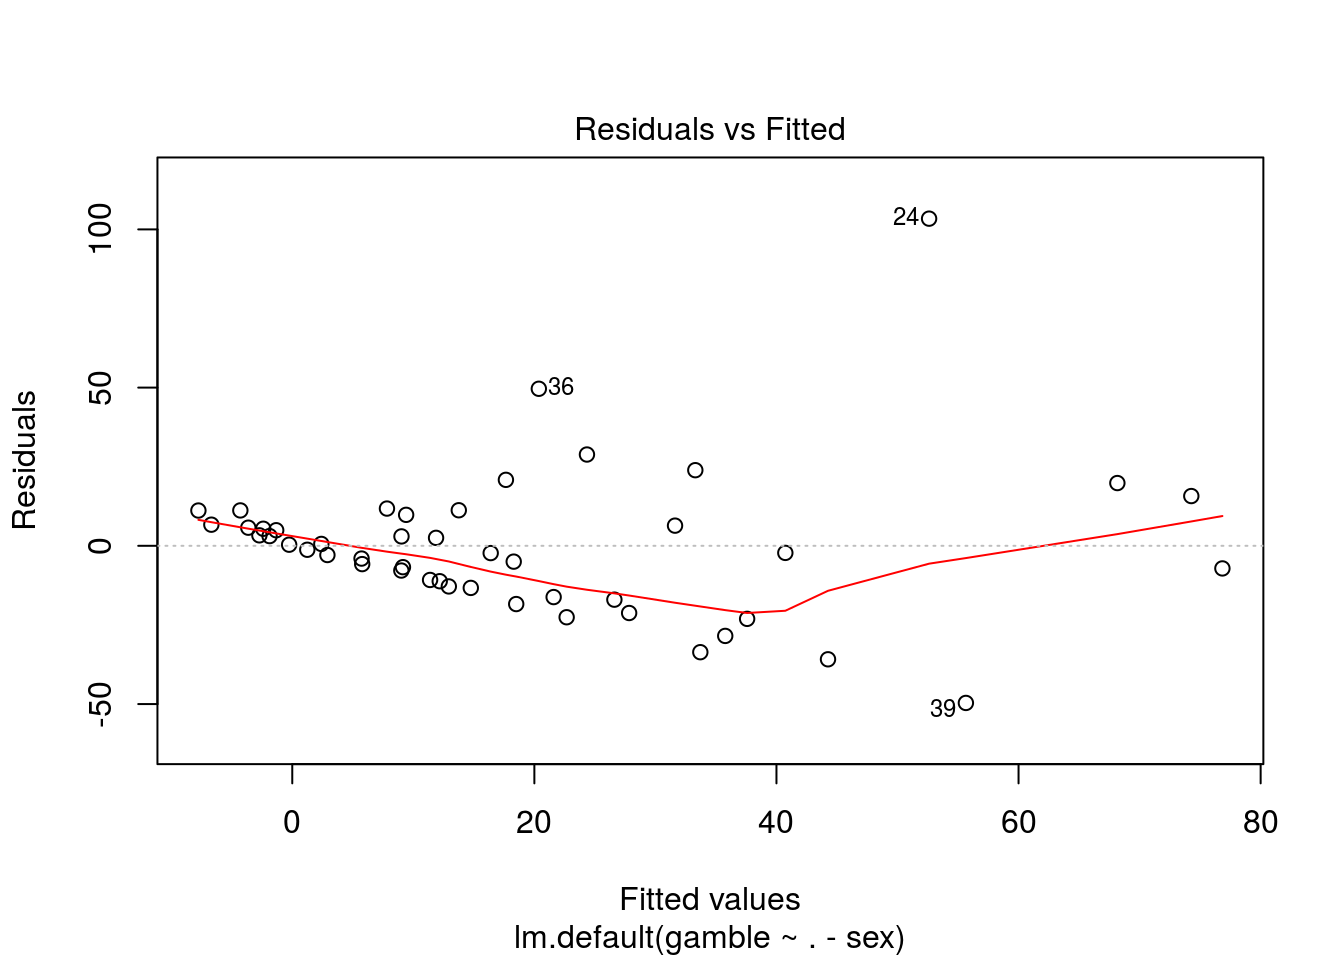 Residuals vs Fitted
Residuals
100
50
0
-50
24
36
39
0 20 40 60 80
Fitted values
lm.default(gamble ~ . - sex)